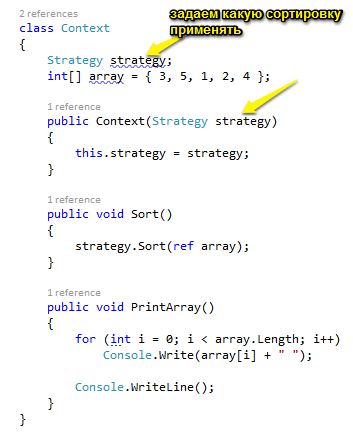 задаем какую сортировку
применять
2 references
class Context
{
Strategy strategy;
int[] array = { 3, 5, 1, 2, 4 };
1 reference
public Context(Strategy strategy)
{
this.strategy = strategy;
}
1 reference
public void Sort()
{
strategy.Sort(ref array);
}
1 reference
public void PrintArray()
{
for (int i = 0; i < array.Length; i++)
Console.Write(array[i] + " ");
Console.WriteLine();
}
}